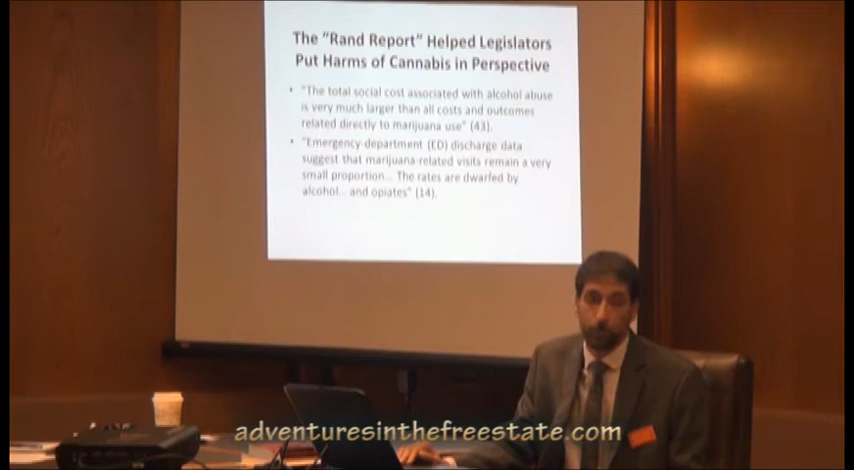 The "Rand Report" Helped Legislators
Put Harms of Cannabis in Perspective
• "The total social cost associated with alcohol abuse
is very much larger than all costs and outcomes
related directly to marijuana use" (43).
• "Emergency-department (ED) discharge data
suggest that marijuana-related visits remain a very
small proportion... The rates are dwarfed by
alcohol... and opiates" (14).
adventuresinthefreestate.com